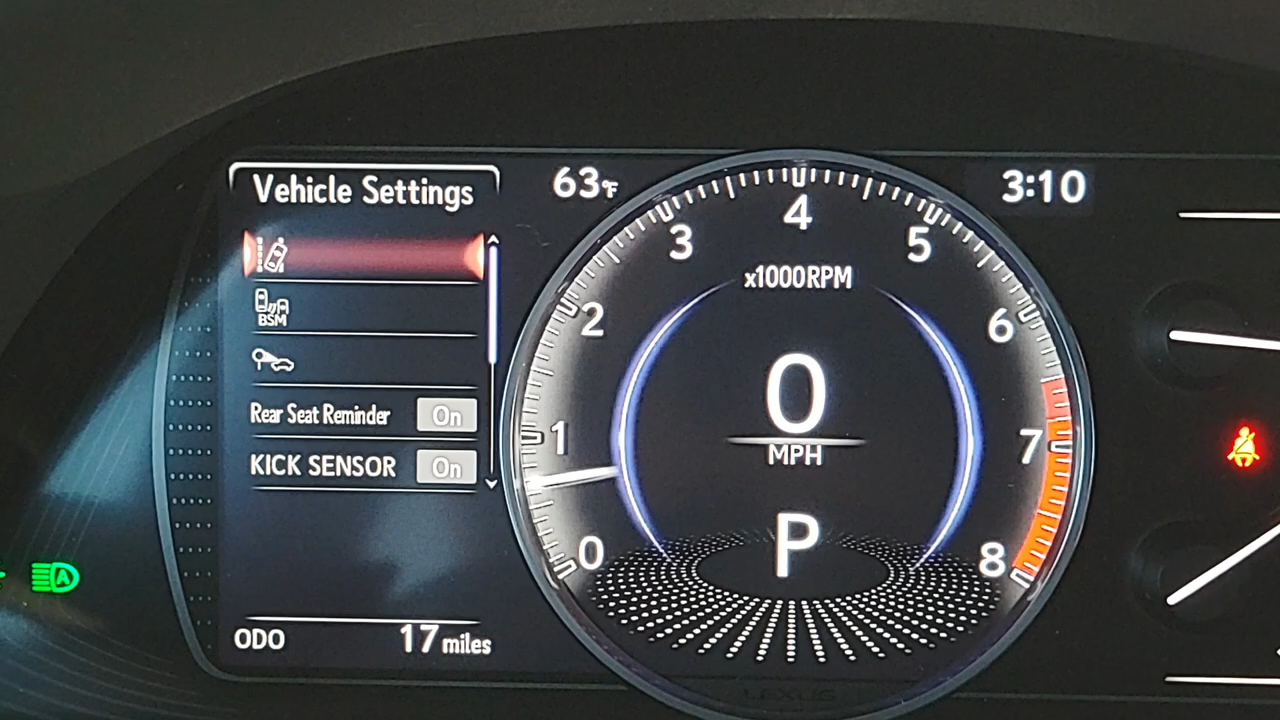 Vehicle Settings
BSM
Rear Seat Reminder On
KICK SENSOR On
ODO 17 miles
63°F
3:10
0 1 2 3 4 5 6 7 8
x1000RPM
0
MPH
P
A
LEXUS